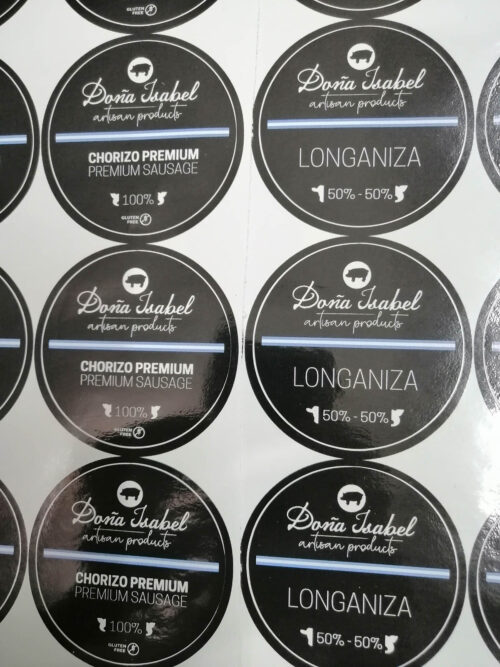 GLUTEN
FREE
Doña Isabel
artisan products
CHORIZO PREMIUM
PREMIUM SAUSAGE
100%
GLUTEN
FREE
Doña Isabel
artisan products
LONGANIZA
50% - 50%
Doña Isabel
artisan products
CHORIZO PREMIUM
PREMIUM SAUSAGE
100%
GLUTEN
FREE
Doña Isabel
artisan products
LONGANIZA
50% - 50%
Doña Isabel
artisan products
CHORIZO PREMIUM
PREMIUM SAUSAGE
100%
GLUTEN
FREE
Doña Isabel
artisan products
LONGANIZA
50% - 50%